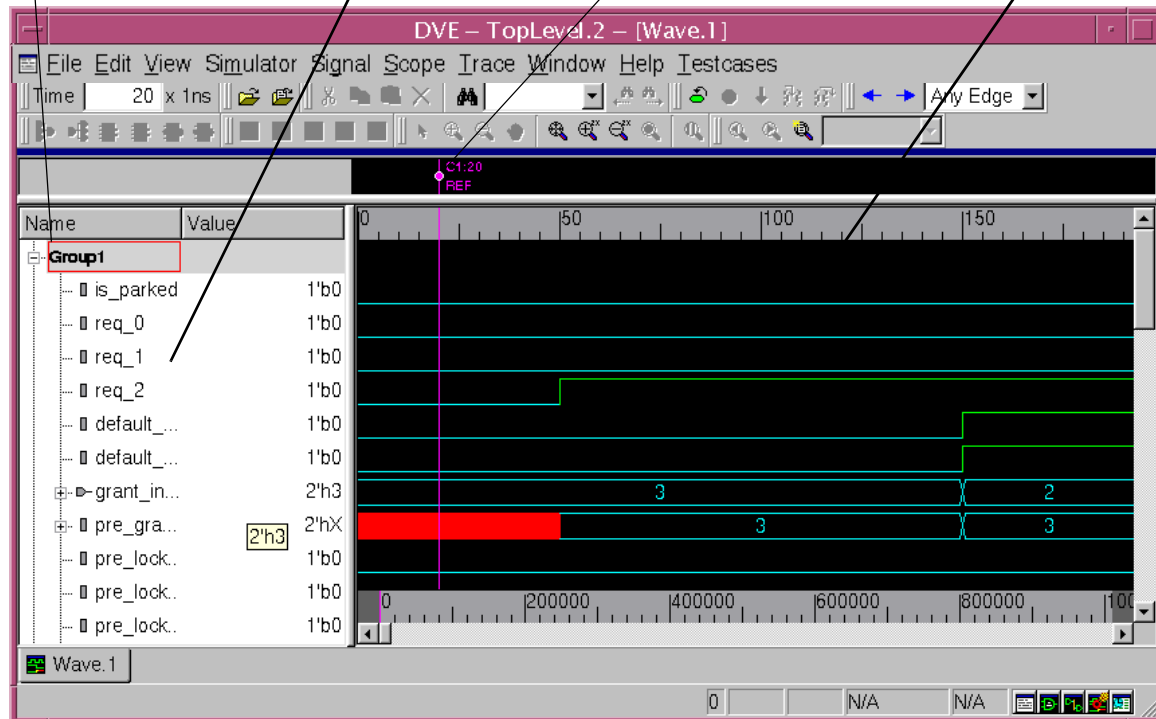 DVE – TopLevel.2 – [Wave.1]
File Edit View Simulator Signal Scope Trace Window Help Testcases
Time 20 x 1ns Any Edge
C1:20
REF
Name Value 0 50 100 150
Group1
is_parked 1'b0
req_0 1'b0
req_1 1'b0
req_2 1'b0
default_... 1'b0
default_... 1'b0
grant_in... 2'h3 3 2
pre_gra... 2'hX 3 3
2'h3
pre_lock.. 1'b0
pre_lock.. 1'b0 0 200000 400000 600000 800000 100
pre_lock.. 1'b0
Wave.1
0 N/A N/A